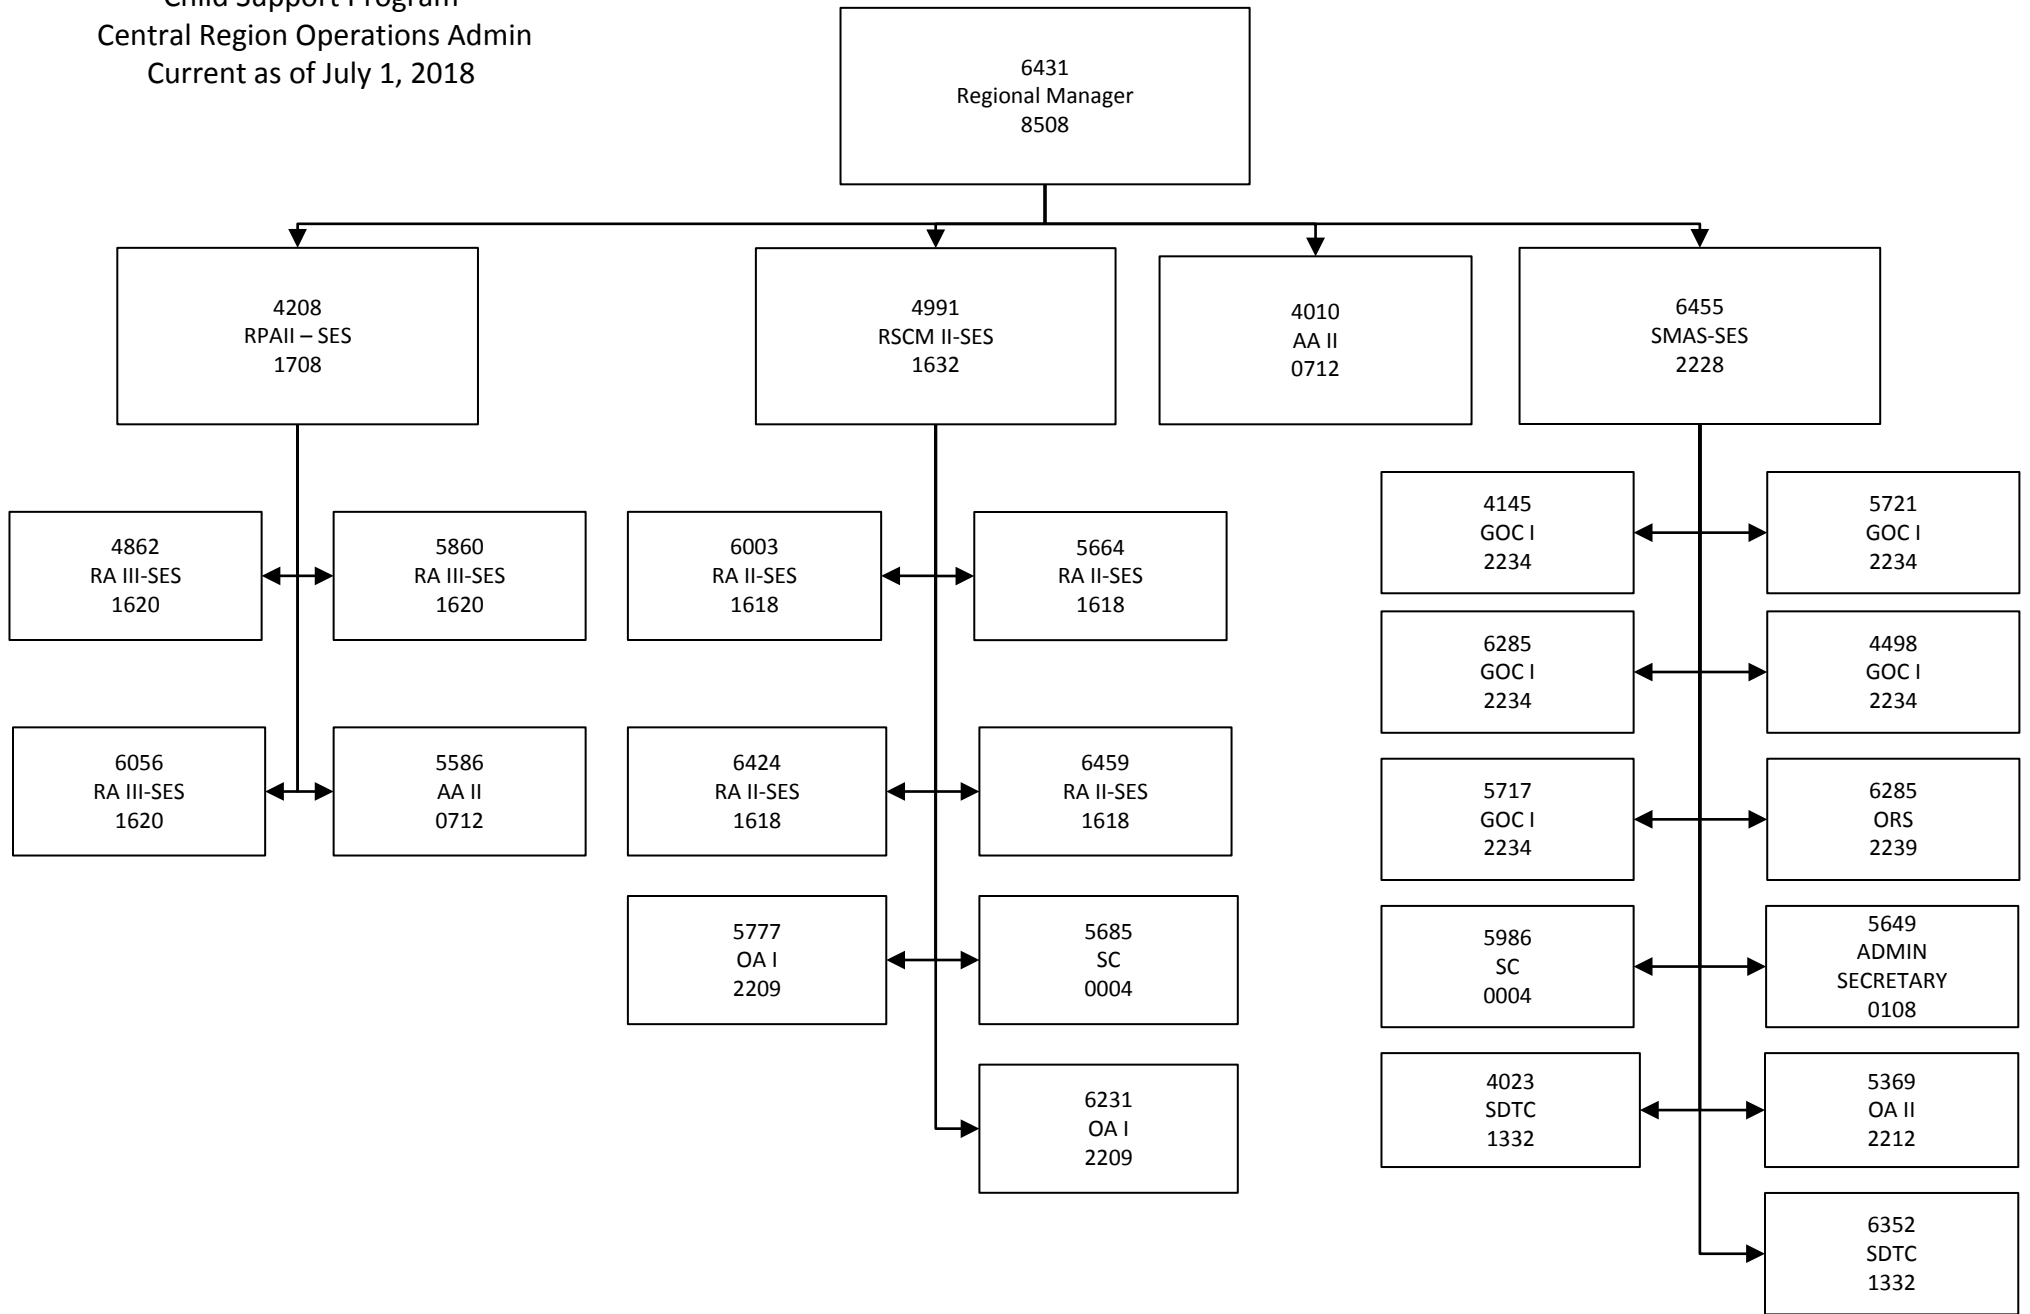 Child Support Program
Central Region Operations Admin
Current as of July 1, 2018
6431
Regional Manager
8508
4208
RPAII – SES
1708
4991
RSCM II-SES
1632
4010
AA II
0712
6455
SMAS-SES
2228
4862
RA III-SES
1620
5860
RA III-SES
1620
6056
RA III-SES
1620
5586
AA II
0712
6003
RA II-SES
1618
5664
RA II-SES
1618
6424
RA II-SES
1618
6459
RA II-SES
1618
5777
OA I
2209
5685
SC
0004
6231
OA I
2209
4145
GOC I
2234
5721
GOC I
2234
6285
GOC I
2234
4498
GOC I
2234
5717
GOC I
2234
6285
ORS
2239
5986
SC
0004
5649
ADMIN
SECRETARY
0108
4023
SDTC
1332
5369
OA II
2212
6352
SDTC
1332